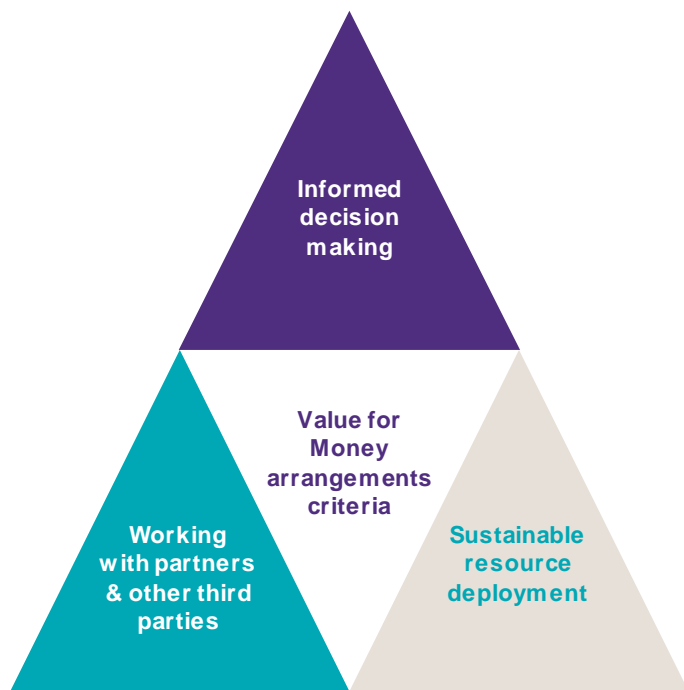 Informed
decision
making
Value for
Money
arrangements
criteria
Working
with partners
& other third
parties
Sustainable
resource
deployment